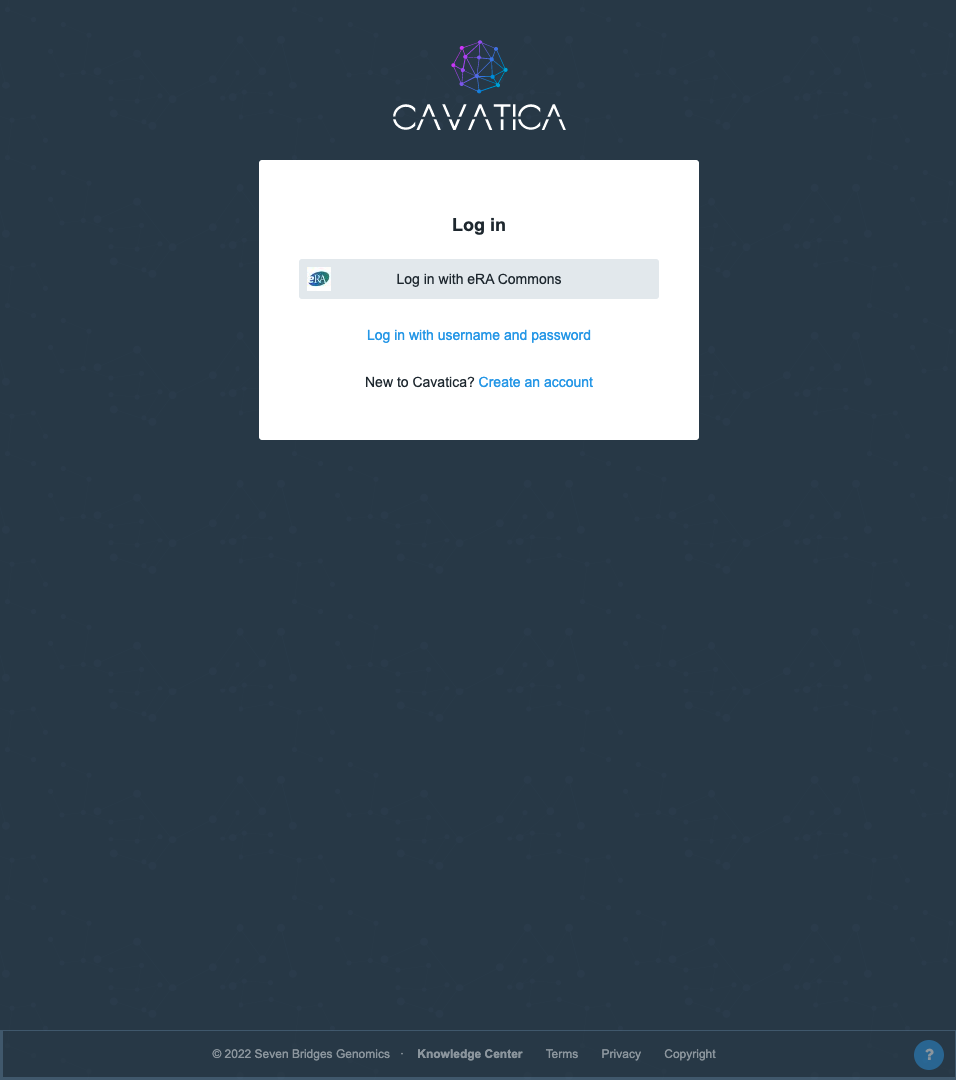 CAVATICA
Log in
eRA
Log in with eRA Commons
Log in with username and password
New to Cavatica? Create an account
© 2022 Seven Bridges Genomics · Knowledge Center Terms Privacy Copyright
?